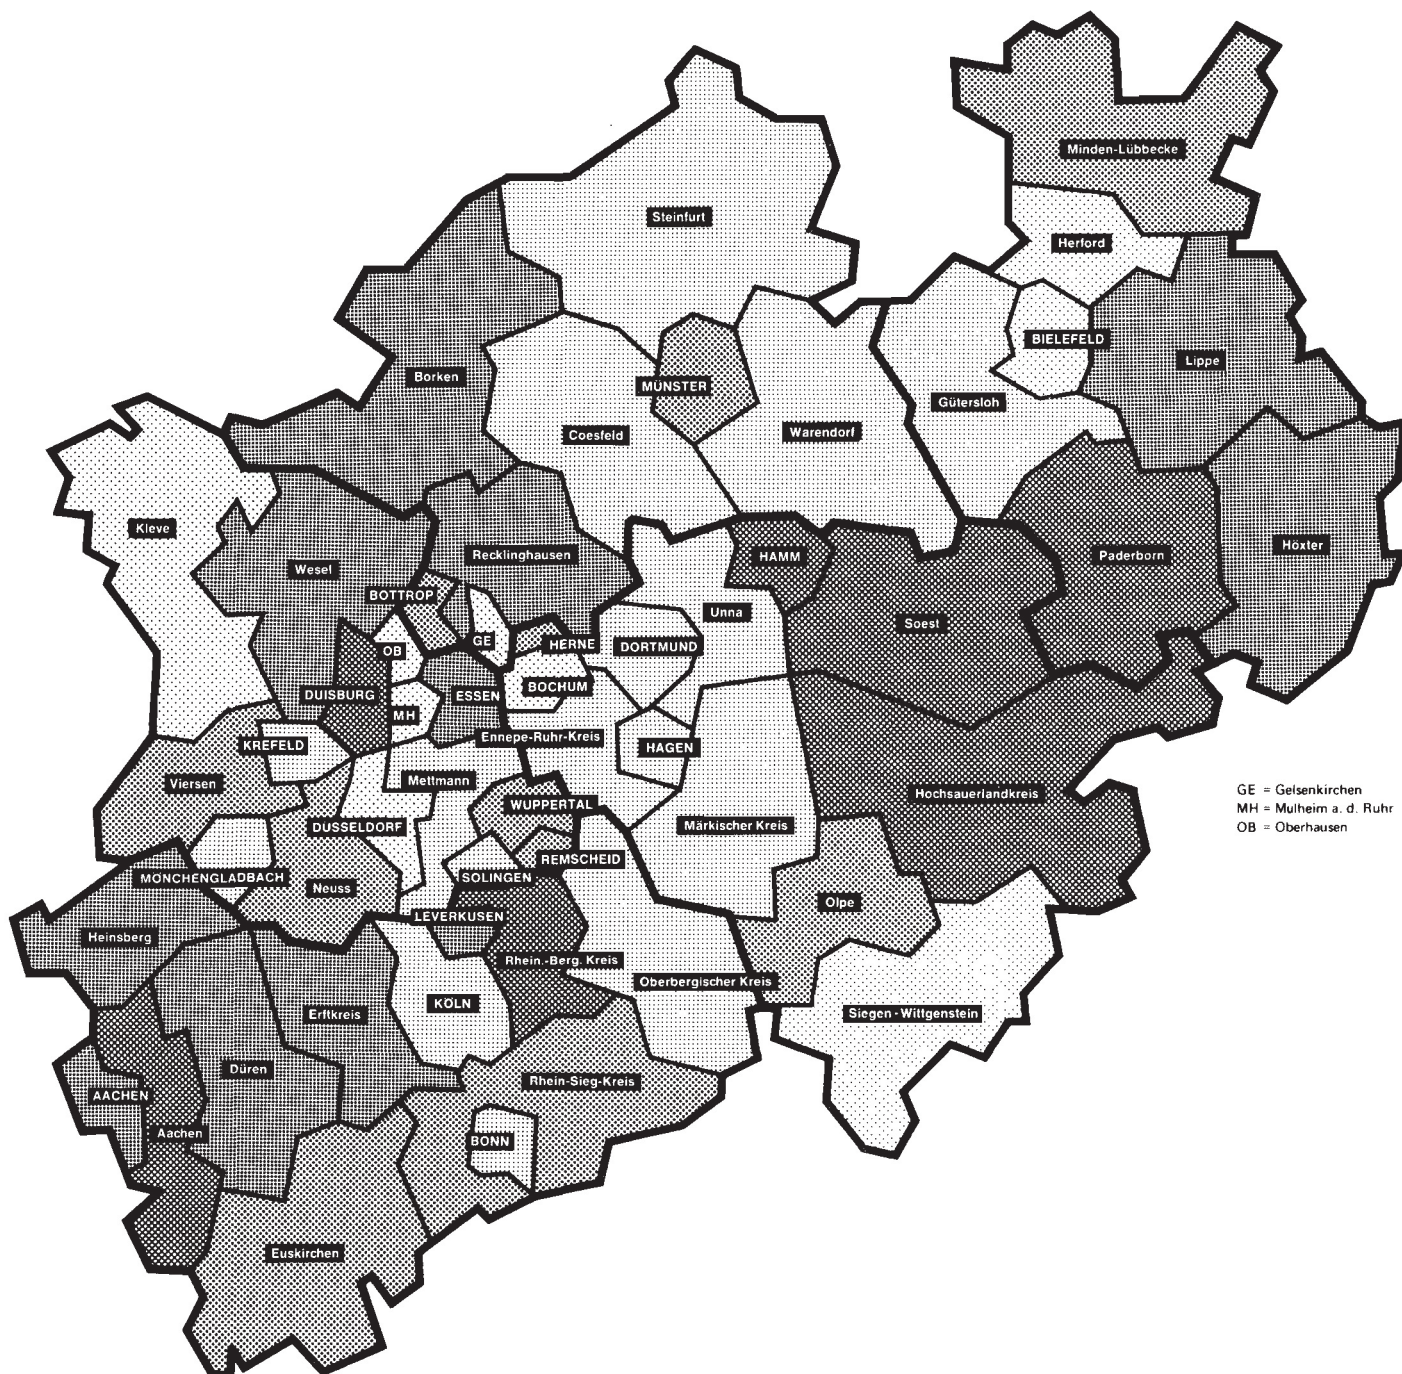 Minden-Lübbecke
Steinfurt
Herford
BIELEFELD
Lippe
Borken
MÜNSTER
Gütersloh
Coesfeld
Warendorf
Kleve
Recklinghausen
HAMM
Paderborn
Höxter
Wesel
BOTTROP
Unna
Soest
GE
HERNE
DORTMUND
OB
BOCHUM
DUISBURG
ESSEN
MH
Ennepe-Ruhr-Kreis
KREFELD
HAGEN
Viersen
Mettmann
Hochsauerlandkreis
GE = Gelsenkirchen
MH = Mulheim a. d. Ruhr
OB = Oberhausen
WUPPERTAL
DUSSELDORF
Märkischer Kreis
REMSCHEID
MÖNCHENGLADBACH
SOLINGEN
Neuss
Olpe
LEVERKUSEN
Heinsberg
Rhein.-Berg. Kreis
Oberbergischer Kreis
KÖLN
Erftkreis
Siegen-Wittgenstein
Düren
Rhein-Sieg-Kreis
AACHEN
Aachen
BONN
Euskirchen